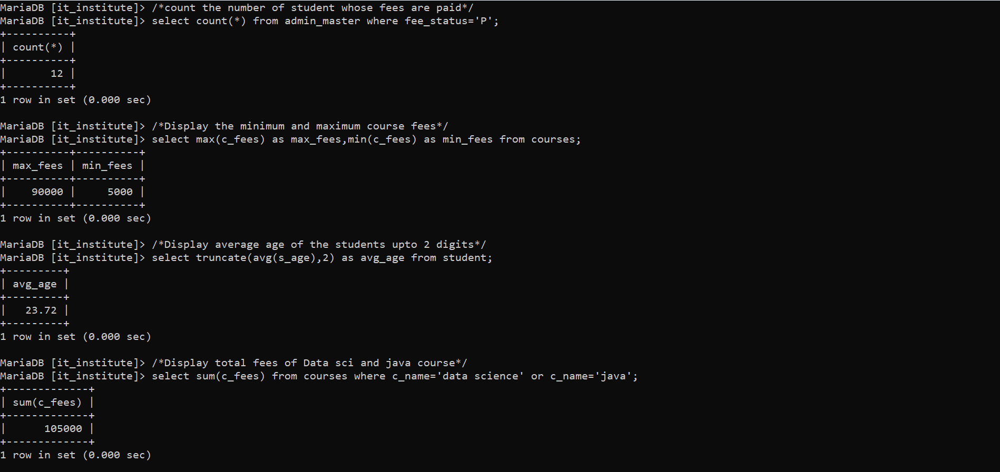 MariaDB [it_institute]> /*count the number of student whose fees are paid*/
MariaDB [it_institute]> select count(*) from admin_master where fee_status='P';
+----------+
| count(*) |
+----------+
|       12 |
+----------+
1 row in set (0.000 sec)

MariaDB [it_institute]> /*Display the minimum and maximum course fees*/
MariaDB [it_institute]> select max(c_fees) as max_fees,min(c_fees) as min_fees from courses;
+----------+----------+
| max_fees | min_fees |
+----------+----------+
|    90000 |     5000 |
+----------+----------+
1 row in set (0.000 sec)

MariaDB [it_institute]> /*Display average age of the students upto 2 digits*/
MariaDB [it_institute]> select truncate(avg(s_age),2) as avg_age from student;
+---------+
| avg_age |
+---------+
|   23.72 |
+---------+
1 row in set (0.000 sec)

MariaDB [it_institute]> /*Display total fees of Data sci and java course*/
MariaDB [it_institute]> select sum(c_fees) from courses where c_name='data science' or c_name='java';
+-------------+
| sum(c_fees) |
+-------------+
|      105000 |
+-------------+
1 row in set (0.000 sec)